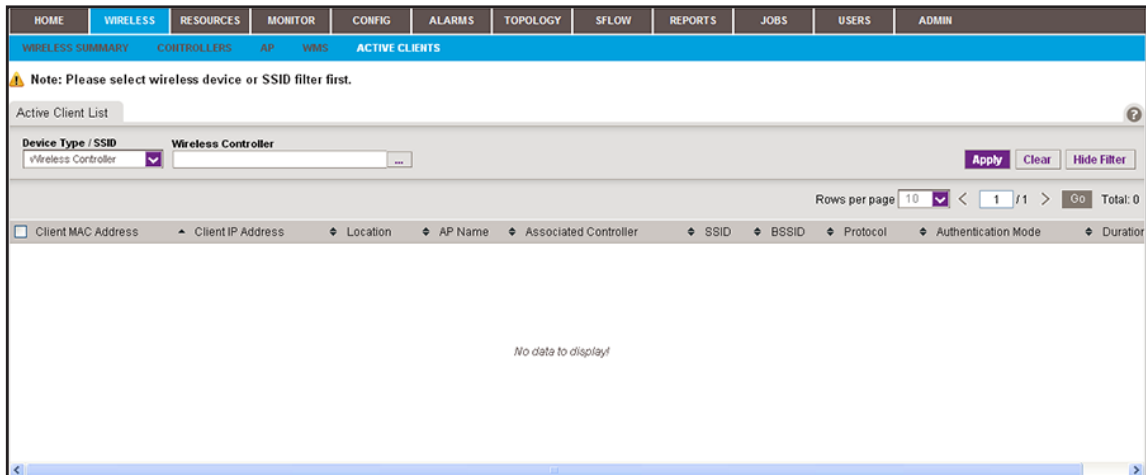 HOME WIRELESS RESOURCES MONITOR CONFIG ALARMS TOPOLOGY SFLOW REPORTS JOBS USERS ADMIN
WIRELESS SUMMARY CONTROLLERS AP WMS ACTIVE CLIENTS
Note: Please select wireless device or SSID filter first.
Active Client List
Device Type / SSID Wireless Controller
Wireless Controller ... Apply Clear Hide Filter
Rows per page 10 < 1 /1 > Go Total: 0
Client MAC Address Client IP Address Location AP Name Associated Controller SSID BSSID Protocol Authentication Mode Duration
No data to display!